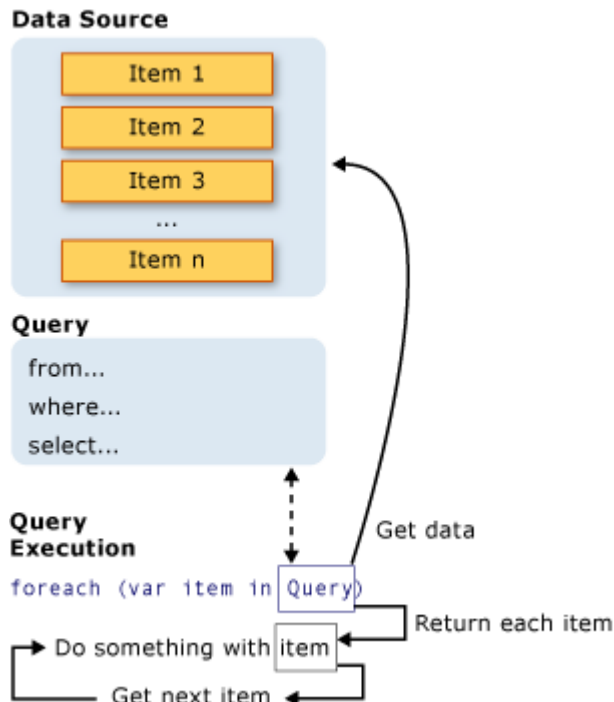 Data Source
Item 1
Item 2
Item 3
...
Item n
Query
from...
where...
select...
Query
Execution
Get data
foreach (var item in Query)
Return each item
Do something with item
Get next item